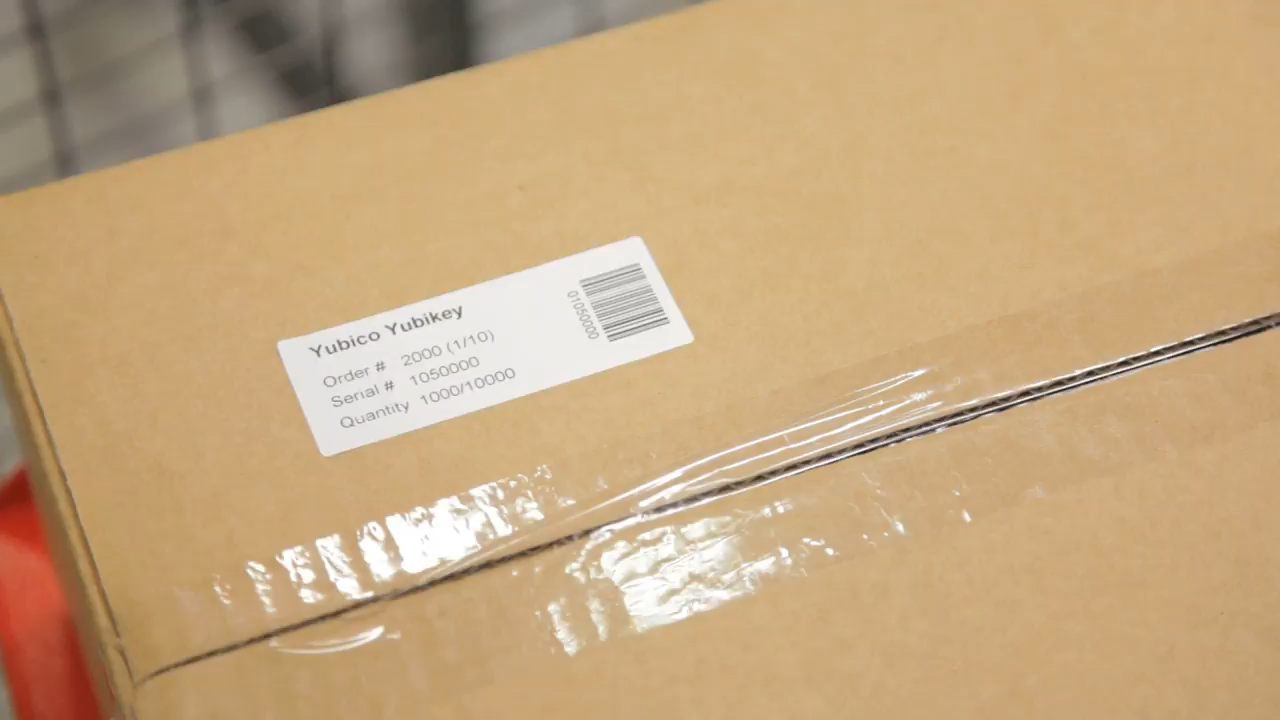 Yubico Yubikey
Order # 2000 (1/10)
Serial # 1050000
Quantity 1000/10000
01050000